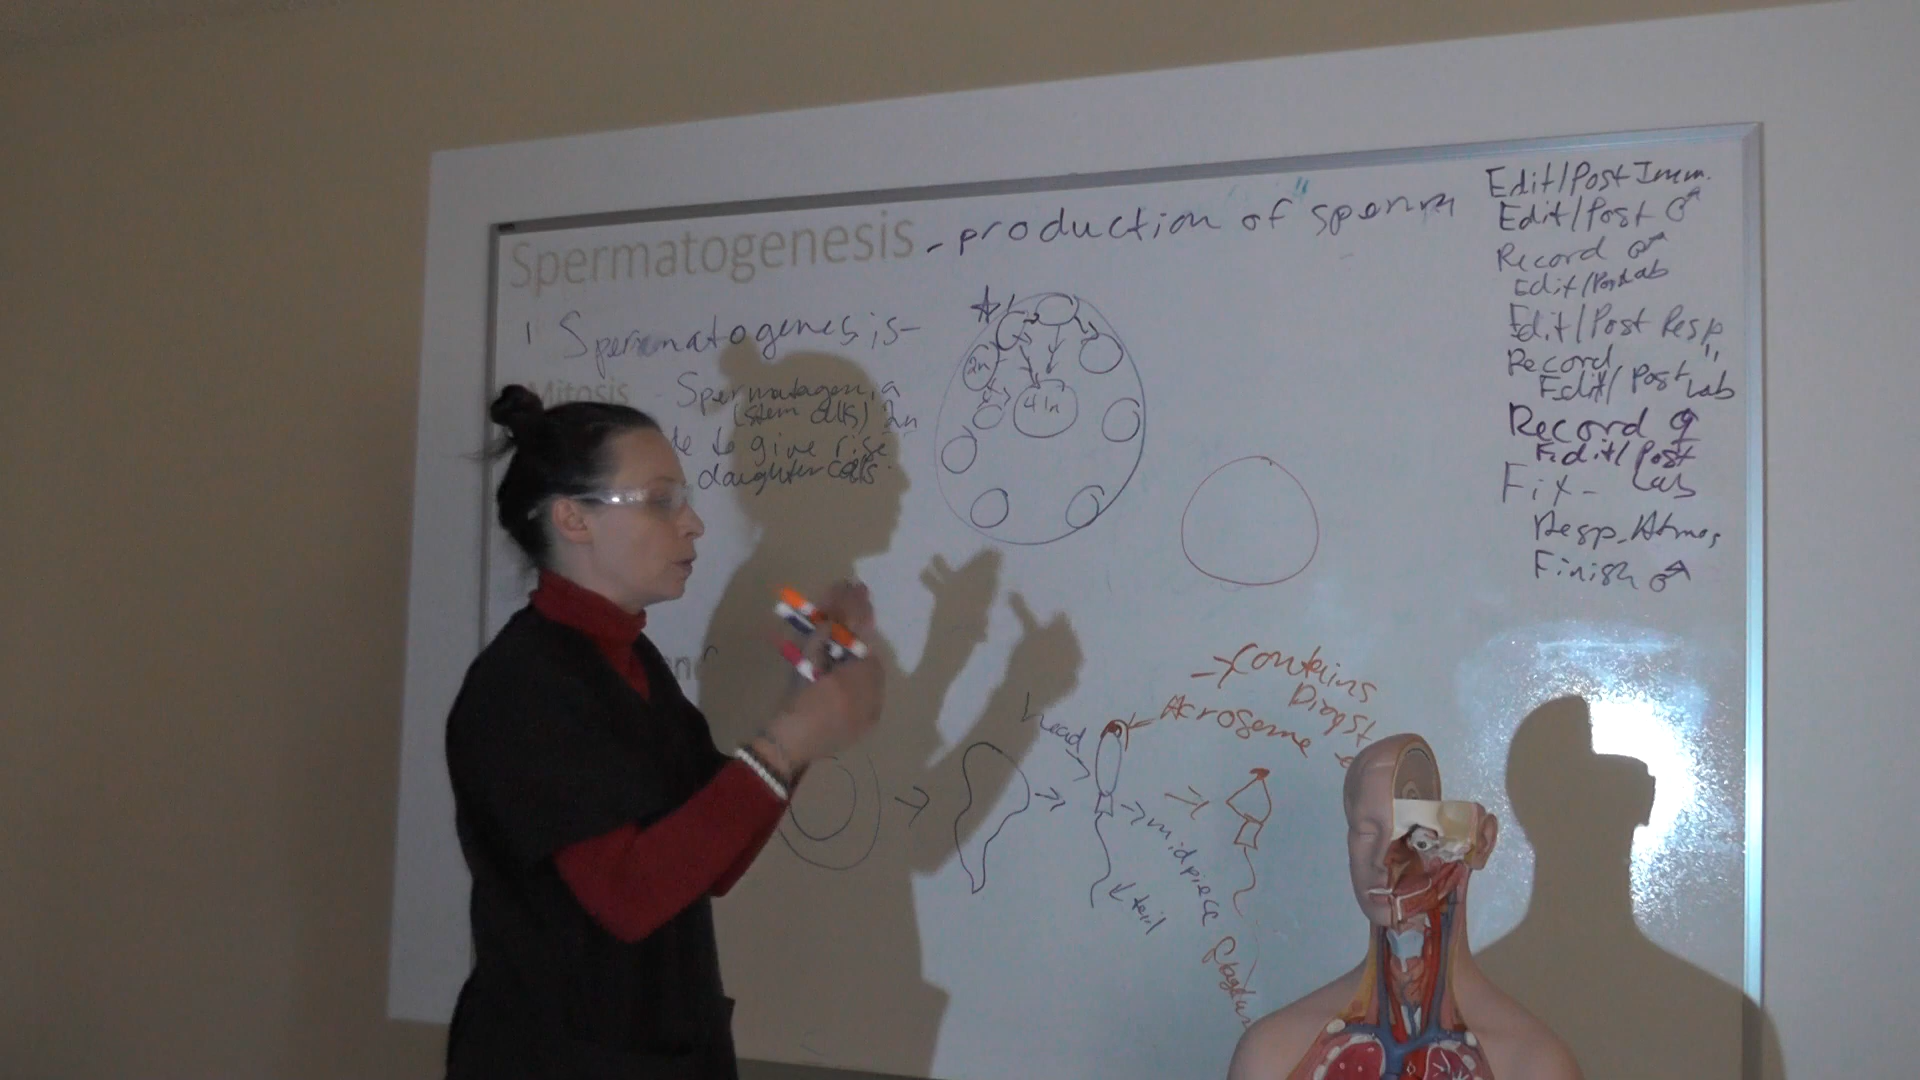 Spermatogenesis - production of sperm
1 Spermatogenesis -
Mitosis - Spermatogenia
(stem cells) 2n
to give rise
daughter cells.
2n
4 1n
head
Acrosome
→ Contains
Digest
midpiece
tail
Edit/Post Imm.
Edit/Post ♂
Record ♂
Edit/Post Lab
Edit/Post Resp
Record "
Edit/Post Lab
Record ♀
Edit/Post
Fix - Lab
Resp. Atmos
Finish ♂